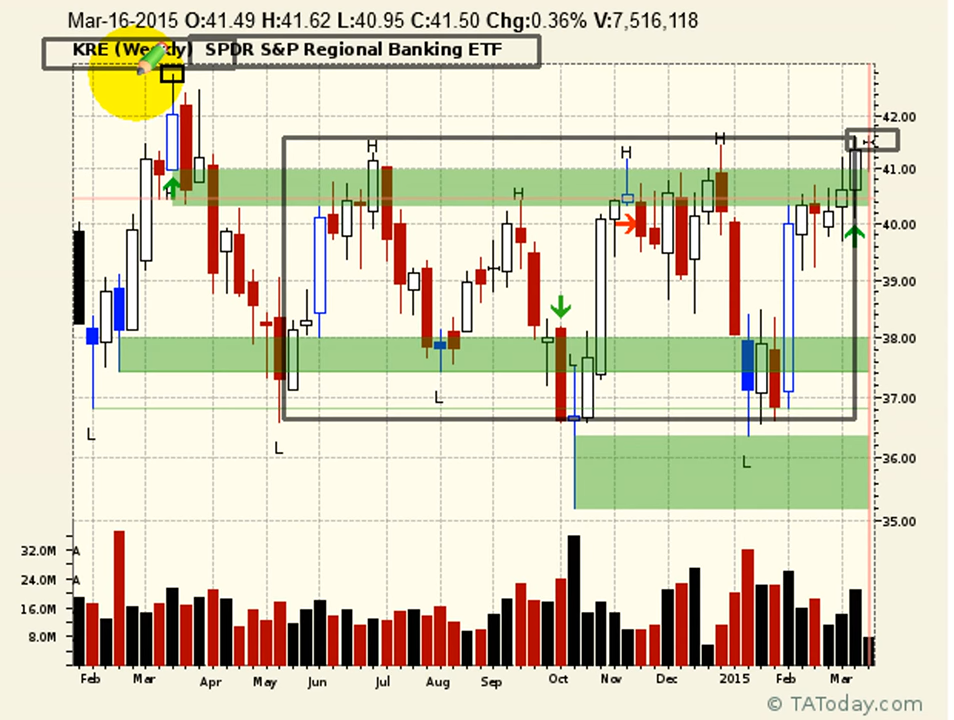 Mar-16-2015 O:41.49 H:41.62 L:40.95 C:41.50 Chg:0.36% V:7,516,118
KRE (Weekly) SPDR S&P Regional Banking ETF
42.00
41.00
40.00
39.00
38.00
37.00
36.00
35.00
H
H
H
H
L
L
L
L
L
32.0M A
24.0M A
16.0M
8.0M
Feb Mar Apr May Jun Jul Aug Sep Oct Nov Dec 2015 Feb Mar
© TAToday.com